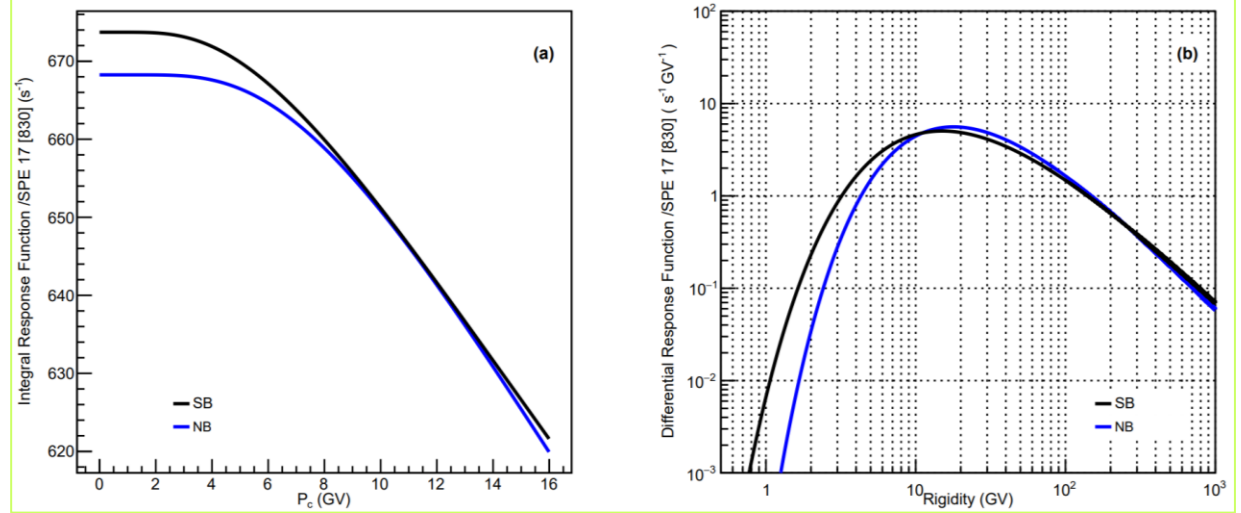 Integral Response Function /SPE 17 [830] (s⁻¹)
670
660
650
640
630
620
(a)
SB
NB
0 2 4 6 8 10 12 14 16
P_c (GV)
Differential Response Function /SPE 17 [830] ( s⁻¹ GV⁻¹)
10²
10
1
10⁻¹
10⁻²
10⁻³
(b)
SB
NB
1 10 10² 10³
Rigidity (GV)